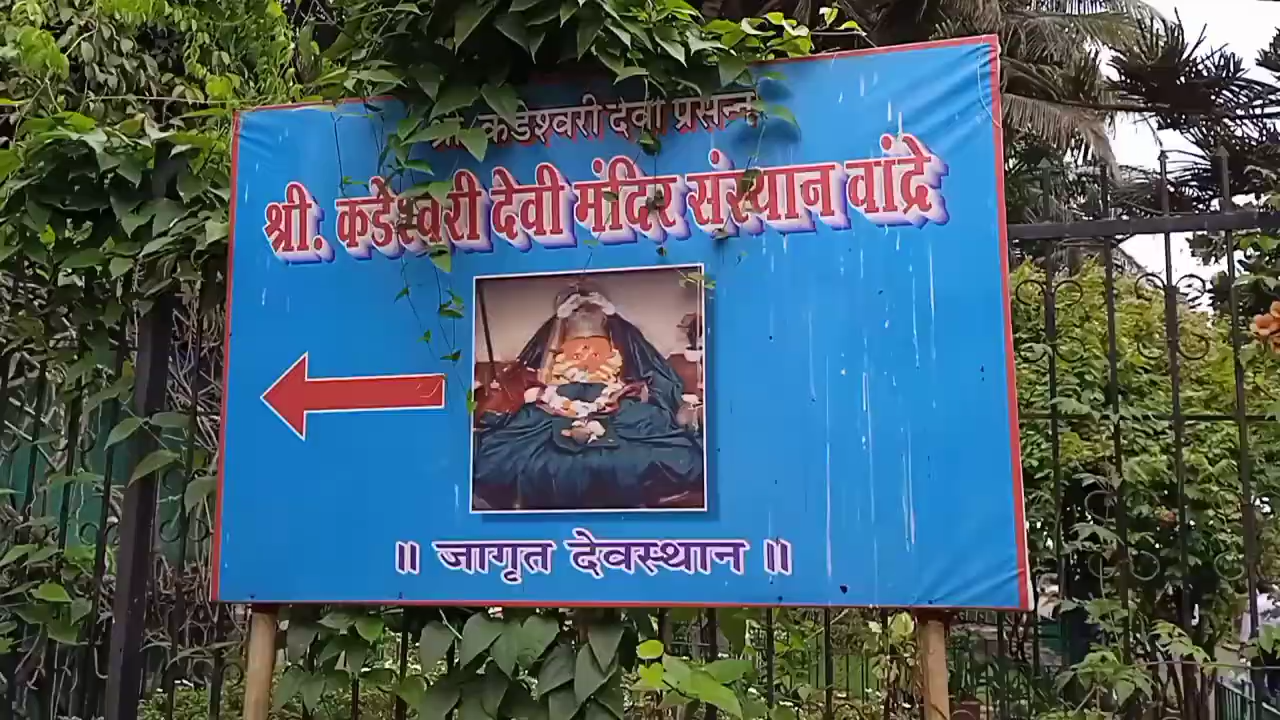 श्री कडेश्वरी देवी प्रसन्न
श्री. कडेश्वरी देवी मंदिर संस्थान वांद्रे
॥ जागृत देवस्थान ॥